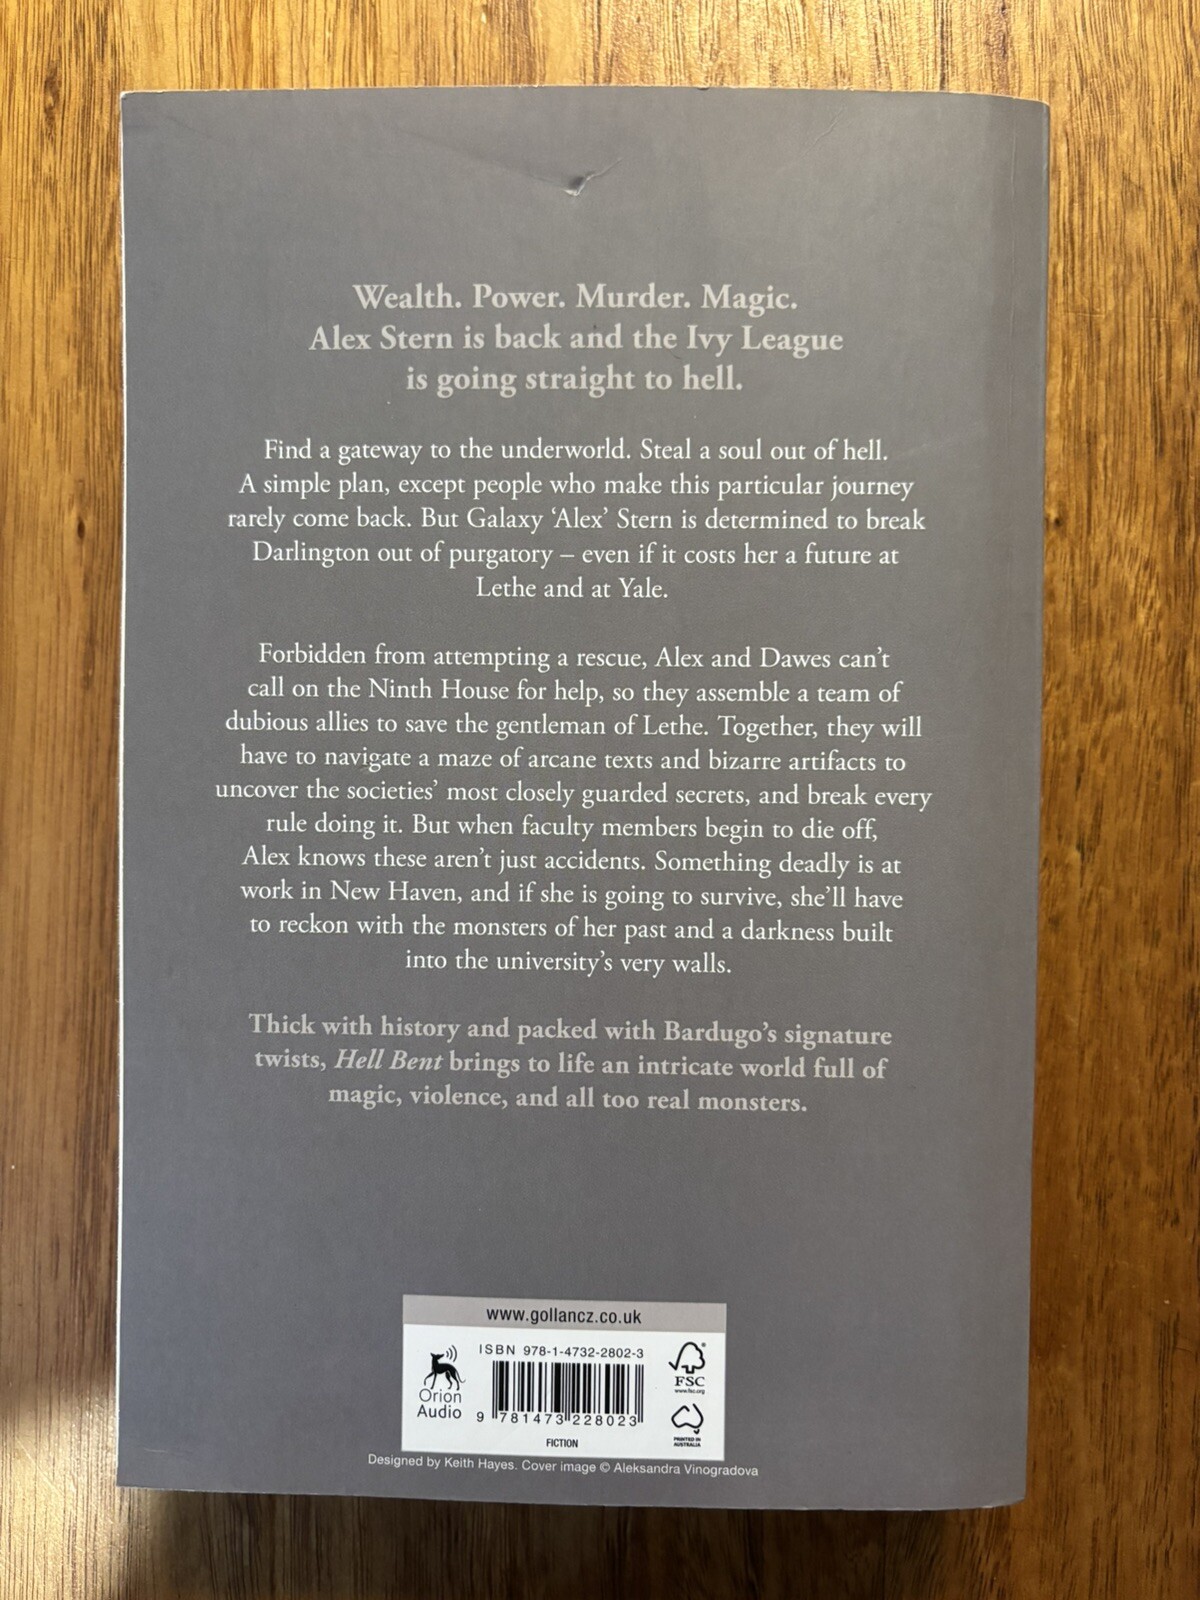 Wealth. Power. Murder. Magic.
Alex Stern is back and the Ivy League
is going straight to hell.
Find a gateway to the underworld. Steal a soul out of hell.
A simple plan, except people who make this particular journey
rarely come back. But Galaxy ‘Alex’ Stern is determined to break
Darlington out of purgatory – even if it costs her a future at
Lethe and at Yale.
Forbidden from attempting a rescue, Alex and Dawes can’t
call on the Ninth House for help, so they assemble a team of
dubious allies to save the gentleman of Lethe. Together, they will
have to navigate a maze of arcane texts and bizarre artifacts to
uncover the societies’ most closely guarded secrets, and break every
rule doing it. But when faculty members begin to die off,
Alex knows these aren’t just accidents. Something deadly is at
work in New Haven, and if she is going to survive, she’ll have
to reckon with the monsters of her past and a darkness built
into the university’s very walls.
Thick with history and packed with Bardugo’s signature
twists, Hell Bent brings to life an intricate world full of
magic, violence, and all too real monsters.
www.gollancz.co.uk
Orion
Audio
ISBN 978-1-4732-2802-3
9 781473 228023
FICTION
FSC
www.fsc.org
PRINTED IN
AUSTRALIA
Designed by Keith Hayes. Cover image © Aleksandra Vinogradova